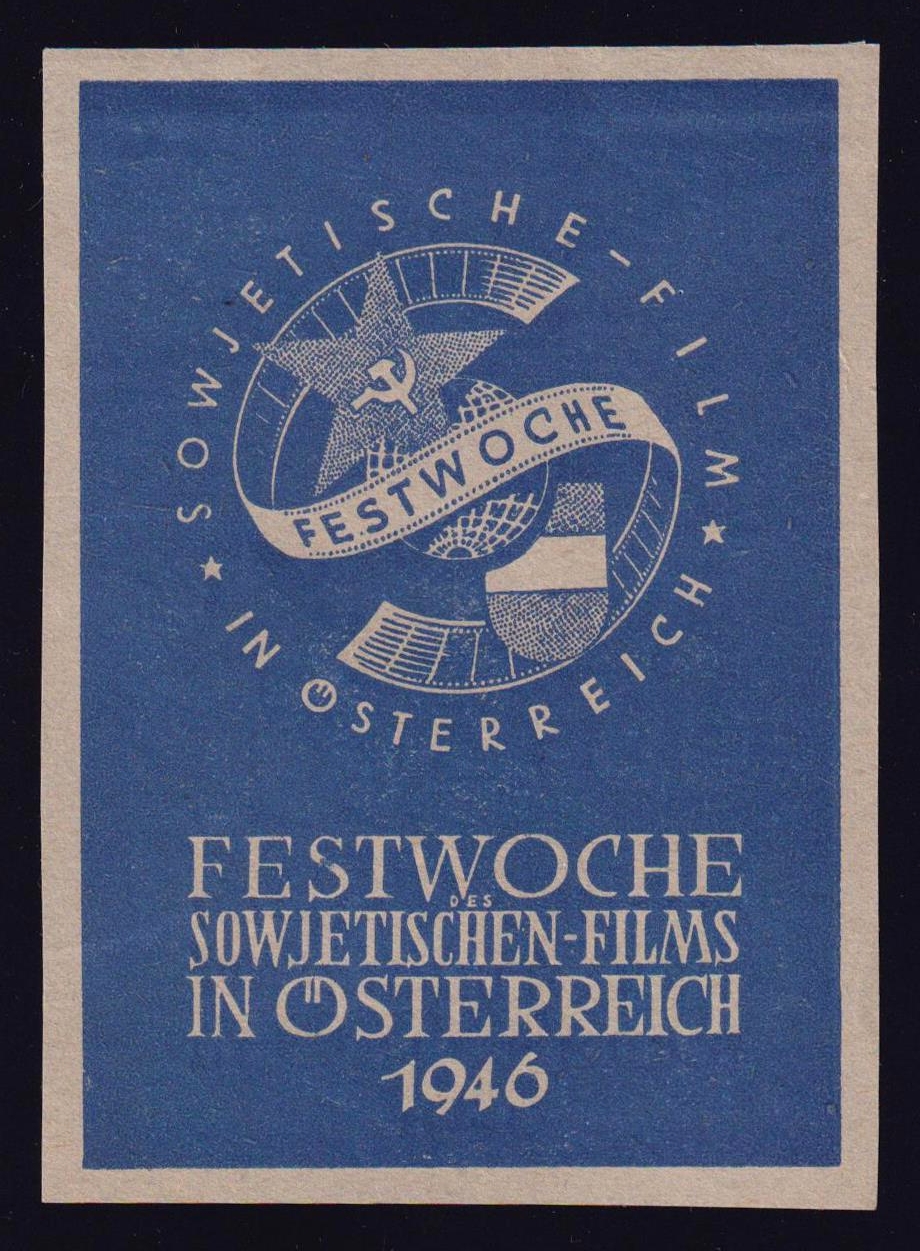 SOWJETISCHE-FILM
FESTWOCHE
IN ÖSTERREICH
FESTWOCHE
DES
SOWJETISCHEN-FILMS
IN ÖSTERREICH
1946